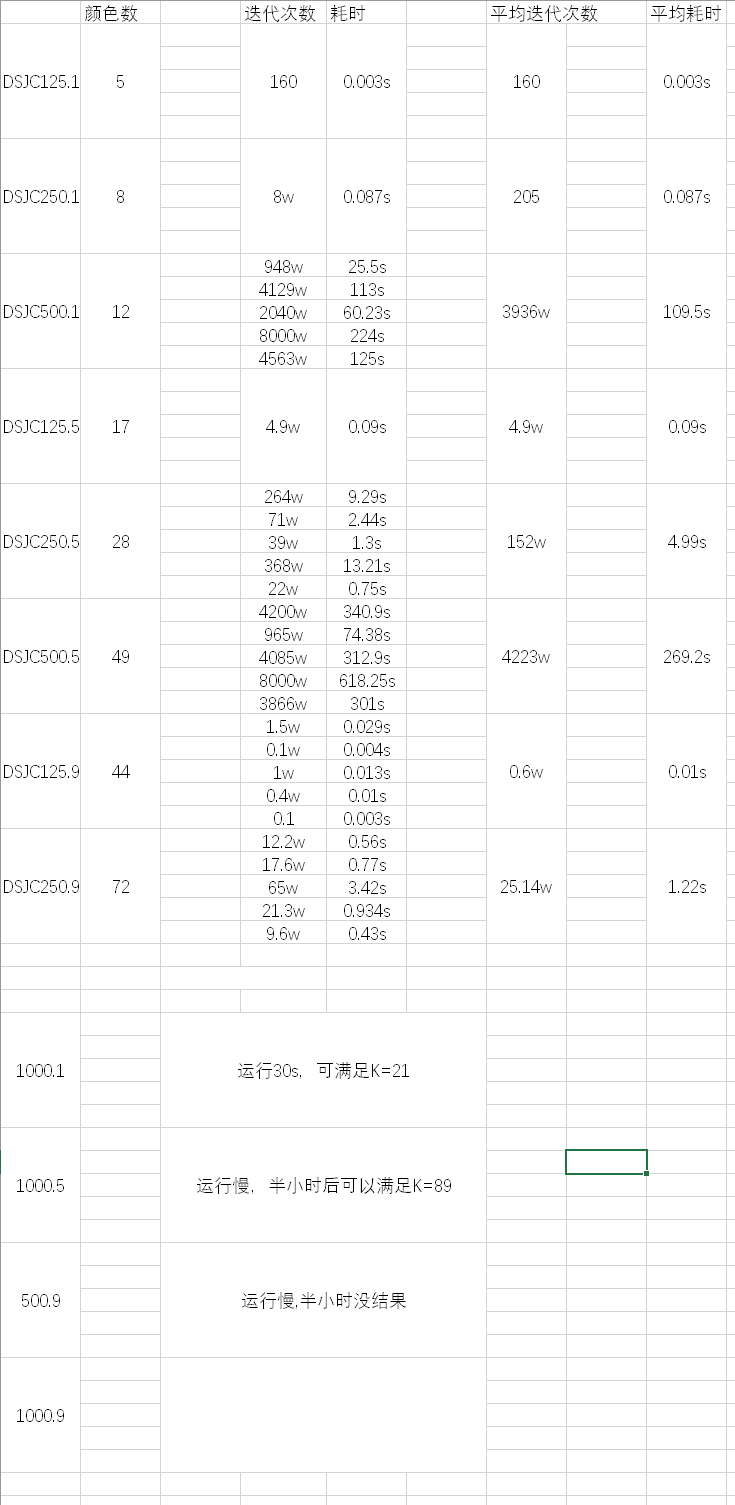 颜色数 迭代次数 耗时 平均迭代次数 平均耗时
DSJC125.1 5 160 0.003s 160 0.003s
DSJC250.1 8 8w 0.087s 205 0.087s
948w 25.5s
4129w 113s
DSJC500.1 12 2040w 60.23s 3936w 109.5s
8000w 224s
4563w 125s
DSJC125.5 17 4.9w 0.09s 4.9w 0.09s
264w 9.29s
71w 2.44s
DSJC250.5 28 39w 1.3s 152w 4.99s
368w 13.21s
22w 0.75s
4200w 340.9s
965w 74.38s
DSJC500.5 49 4085w 312.9s 4223w 269.2s
8000w 618.25s
3866w 301s
1.5w 0.029s
0.1w 0.004s
DSJC125.9 44 1w 0.013s 0.6w 0.01s
0.4w 0.01s
0.1 0.003s
12.2w 0.56s
17.6w 0.77s
DSJC250.9 72 65w 3.42s 25.14w 1.22s
21.3w 0.934s
9.6w 0.43s
1000.1 运行30s, 可满足K=21
1000.5 运行慢, 半小时后可以满足K=89
500.9 运行慢,半小时没结果
1000.9